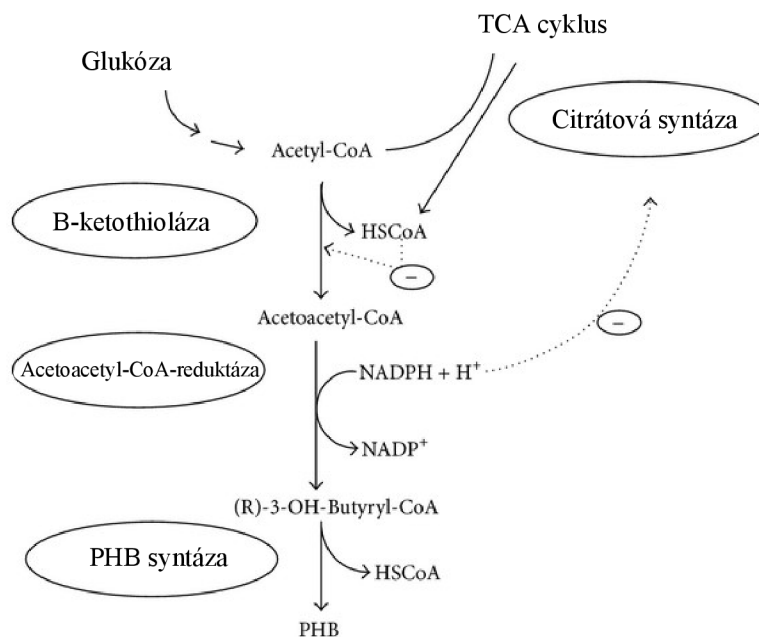 TCA cyklus
Glukóza
Citrátová syntáza
Acetyl-CoA
B-ketothioláza
HSCoA
−
Acetoacetyl-CoA
−
Acetoacetyl-CoA-reduktáza
NADPH + H⁺
NADP⁺
(R)-3-OH-Butyryl-CoA
PHB syntáza
HSCoA
PHB